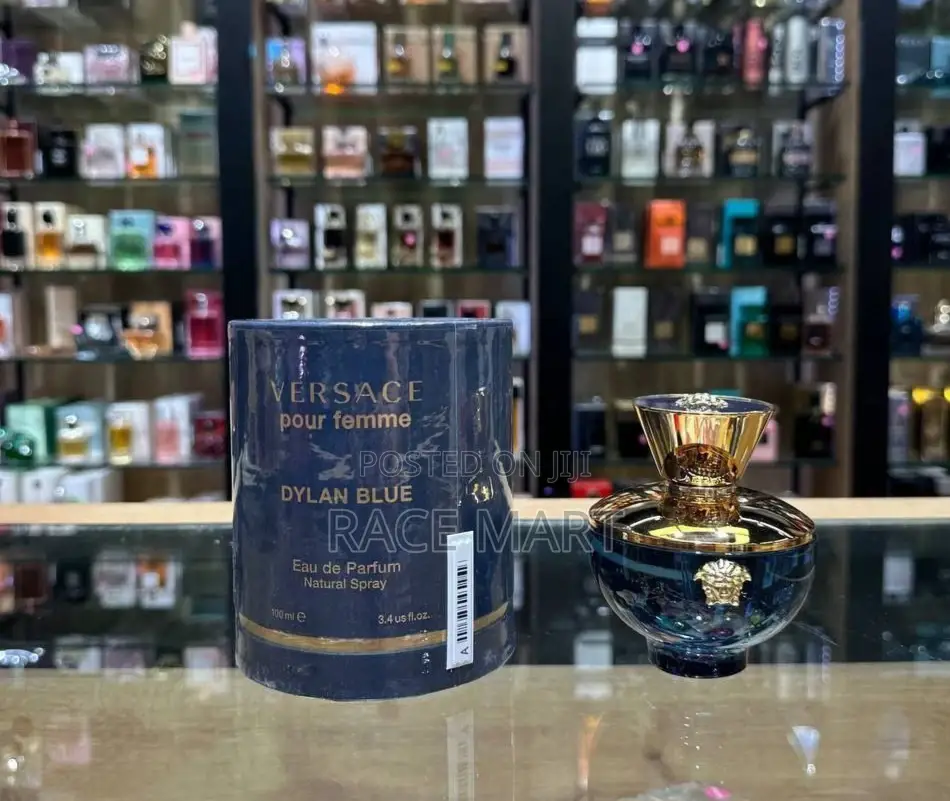 VERSACE
pour femme
POSTED ON JIJI
DYLAN BLUE
RACE MART
Eau de Parfum
Natural Spray
100 ml e 3.4 us fl.oz.
A